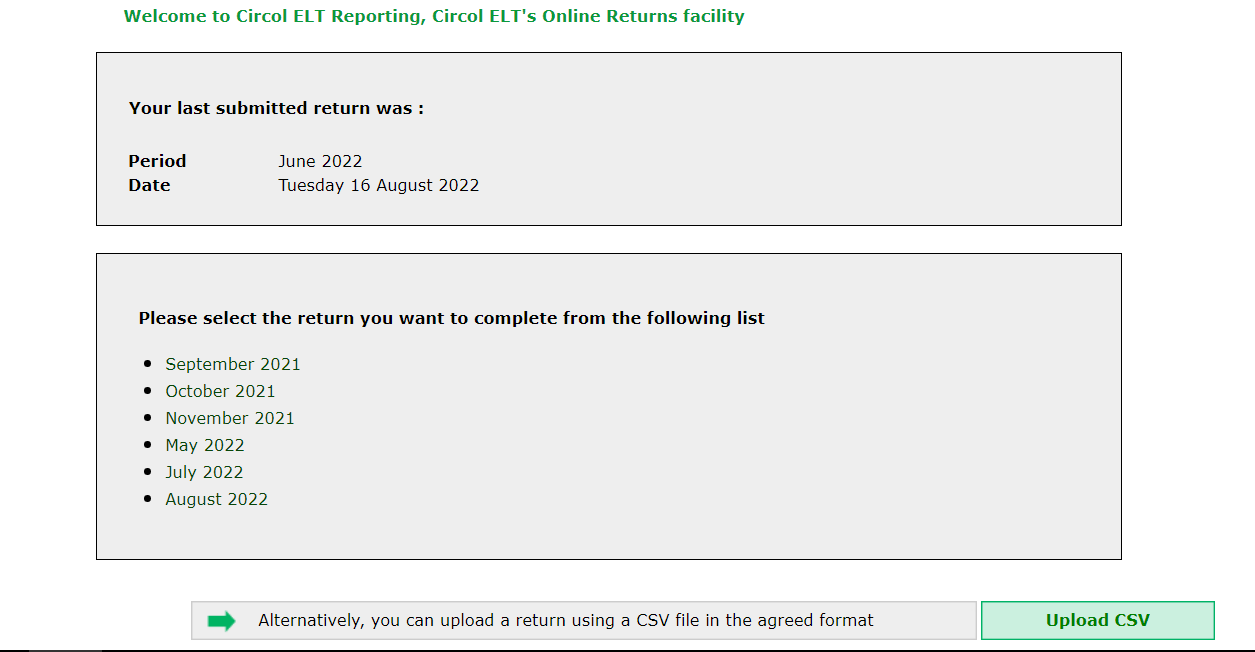 Welcome to Circol ELT Reporting, Circol ELT's Online Returns facility
Your last submitted return was :
Period June 2022
Date Tuesday 16 August 2022
Please select the return you want to complete from the following list
September 2021
October 2021
November 2021
May 2022
July 2022
August 2022
Alternatively, you can upload a return using a CSV file in the agreed format
Upload CSV